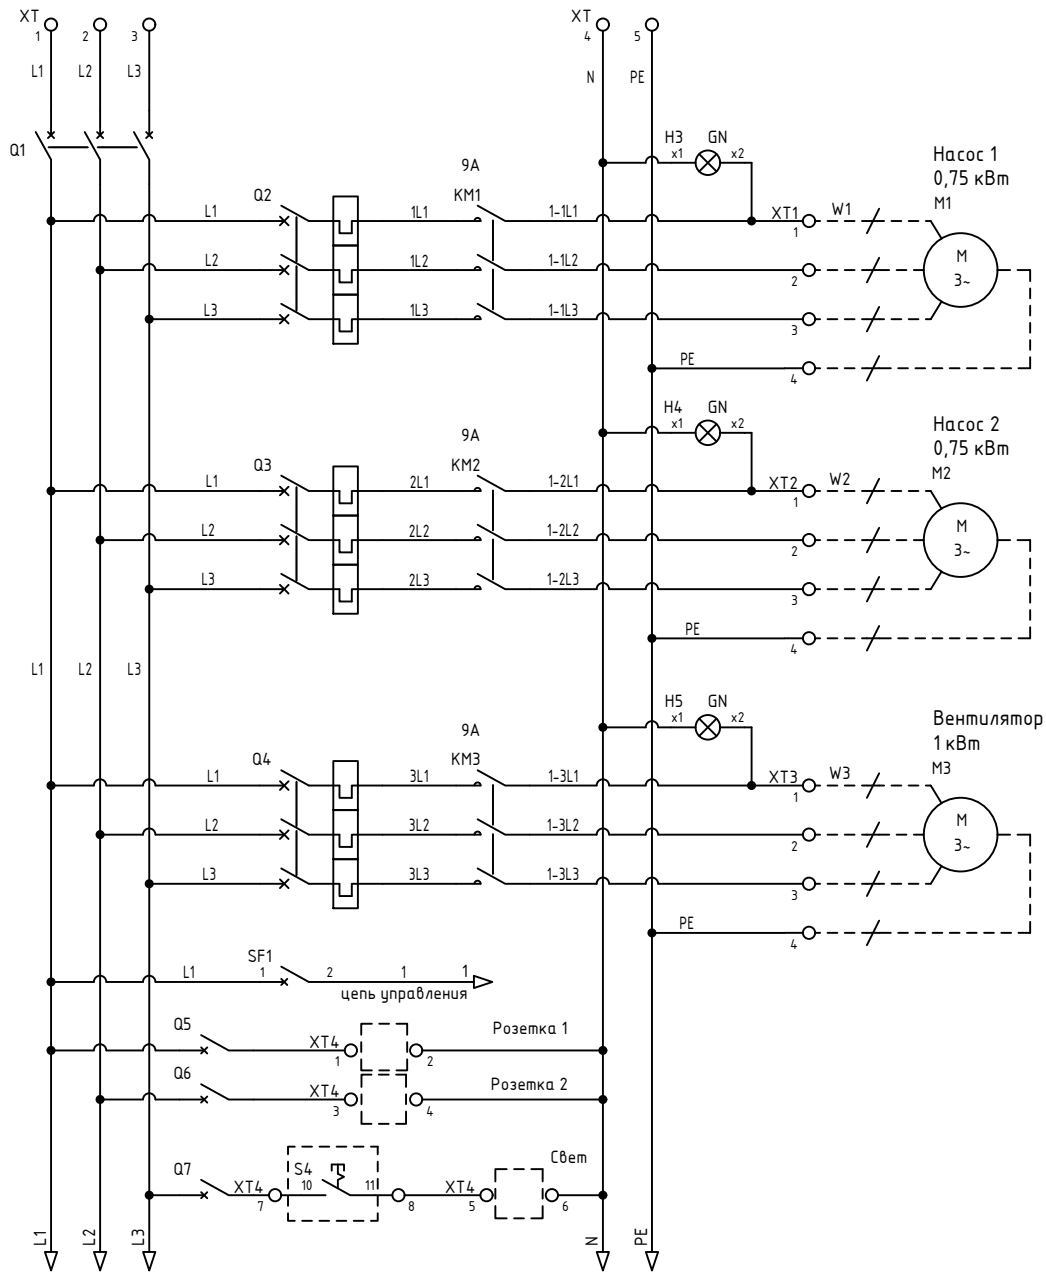 XT XT
1 2 3 4 5
L1 L2 L3 N PE
Q1
H3 GN
x1 x2
9А
Насос 1
0,75 кВт
Q2 KM1 M1
L1 1L1 1-1L1 XT1 W1
1
L2 1L2 1-1L2
2
M
3~
L3 1L3 1-1L3
3
PE
4
H4 GN
x1 x2
9А
Насос 2
0,75 кВт
Q3 KM2 M2
L1 2L1 1-2L1 XT2 W2
1
L2 2L2 1-2L2
2
M
3~
L3 2L3 1-2L3
3
PE
4
L1 L2 L3
H5 GN
x1 x2
9А
Вентилятор
1 кВт
Q4 KM3 M3
L1 3L1 1-3L1 XT3 W3
1
L2 3L2 1-3L2
2
M
3~
L3 3L3 1-3L3
3
PE
4
SF1
L1 1 2 1 1
цепь управления
Q5 XT4 Розетка 1
1 2
Q6 XT4 Розетка 2
3 4
Свет
Q7 XT4 S4 XT4
10 11
7 8 5 6
L1 L2 L3 N PE